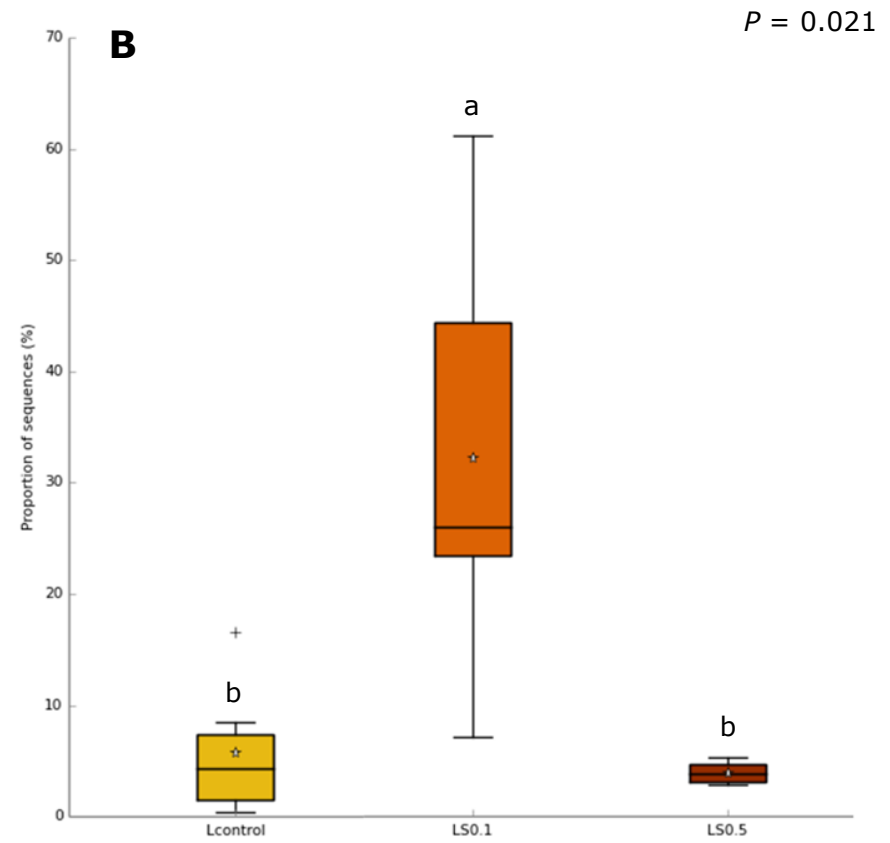 P = 0.021
B
70
60
50
40
30
20
10
0
Proportion of sequences (%)
a
b
b
Lcontrol
LS0.1
LS0.5